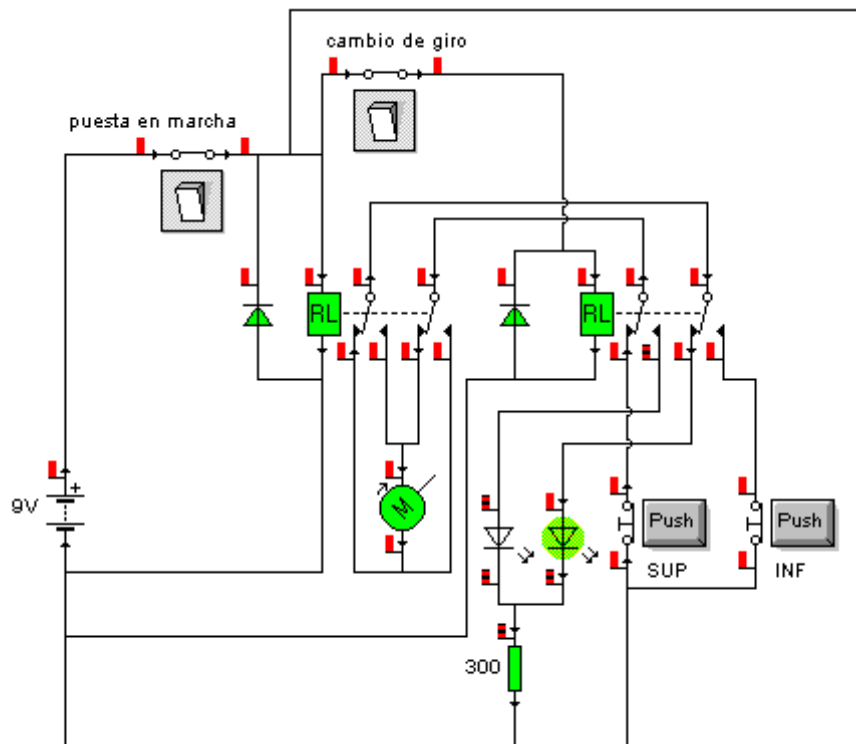 cambio de giro
puesta en marcha
RL
RL
+
9V
M
Push
Push
SUP
INF
300